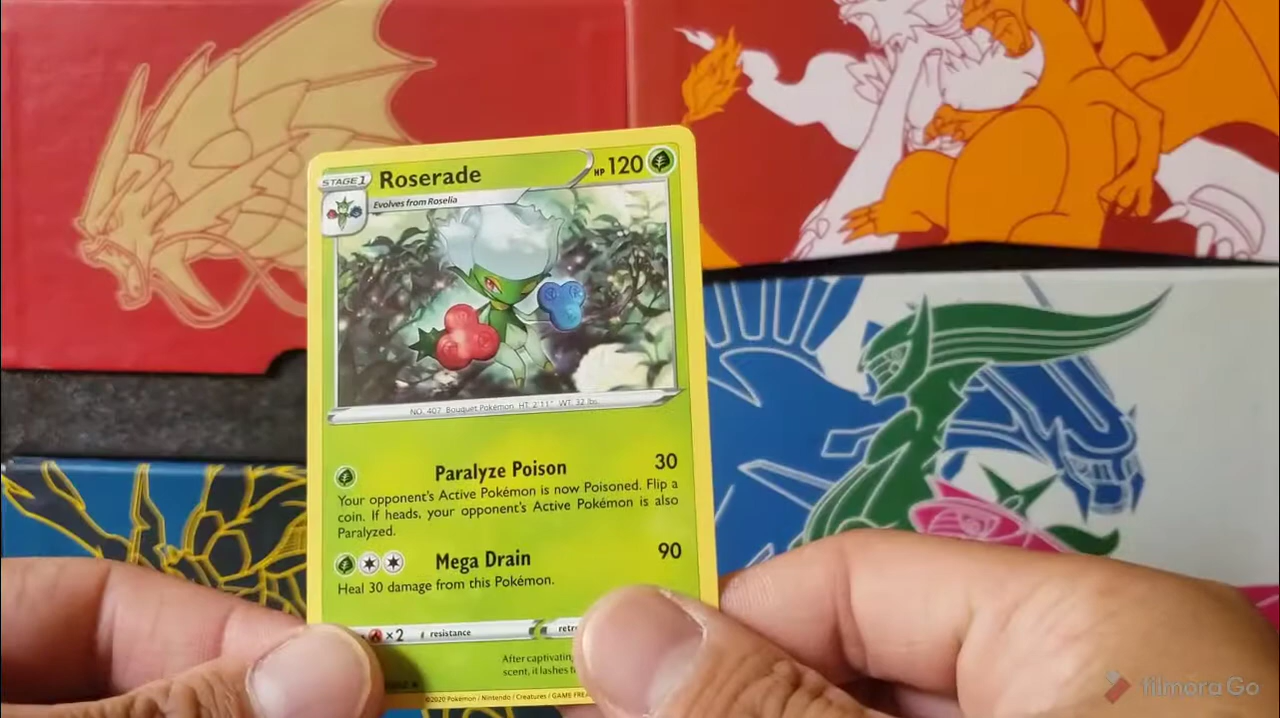 STAGE 1 Roserade HP 120
Evolves from Roselia
NO. 407 Bouquet Pokémon HT: 2'11" WT: 32 lbs.
Paralyze Poison 30
Your opponent's Active Pokémon is now Poisoned. Flip a
coin. If heads, your opponent's Active Pokémon is also
Paralyzed.
Mega Drain 90
Heal 30 damage from this Pokémon.
×2 resistance retr
After captivating
scent, it lashes
©2020 Pokémon / Nintendo / Creatures / GAME FREA
filmora Go